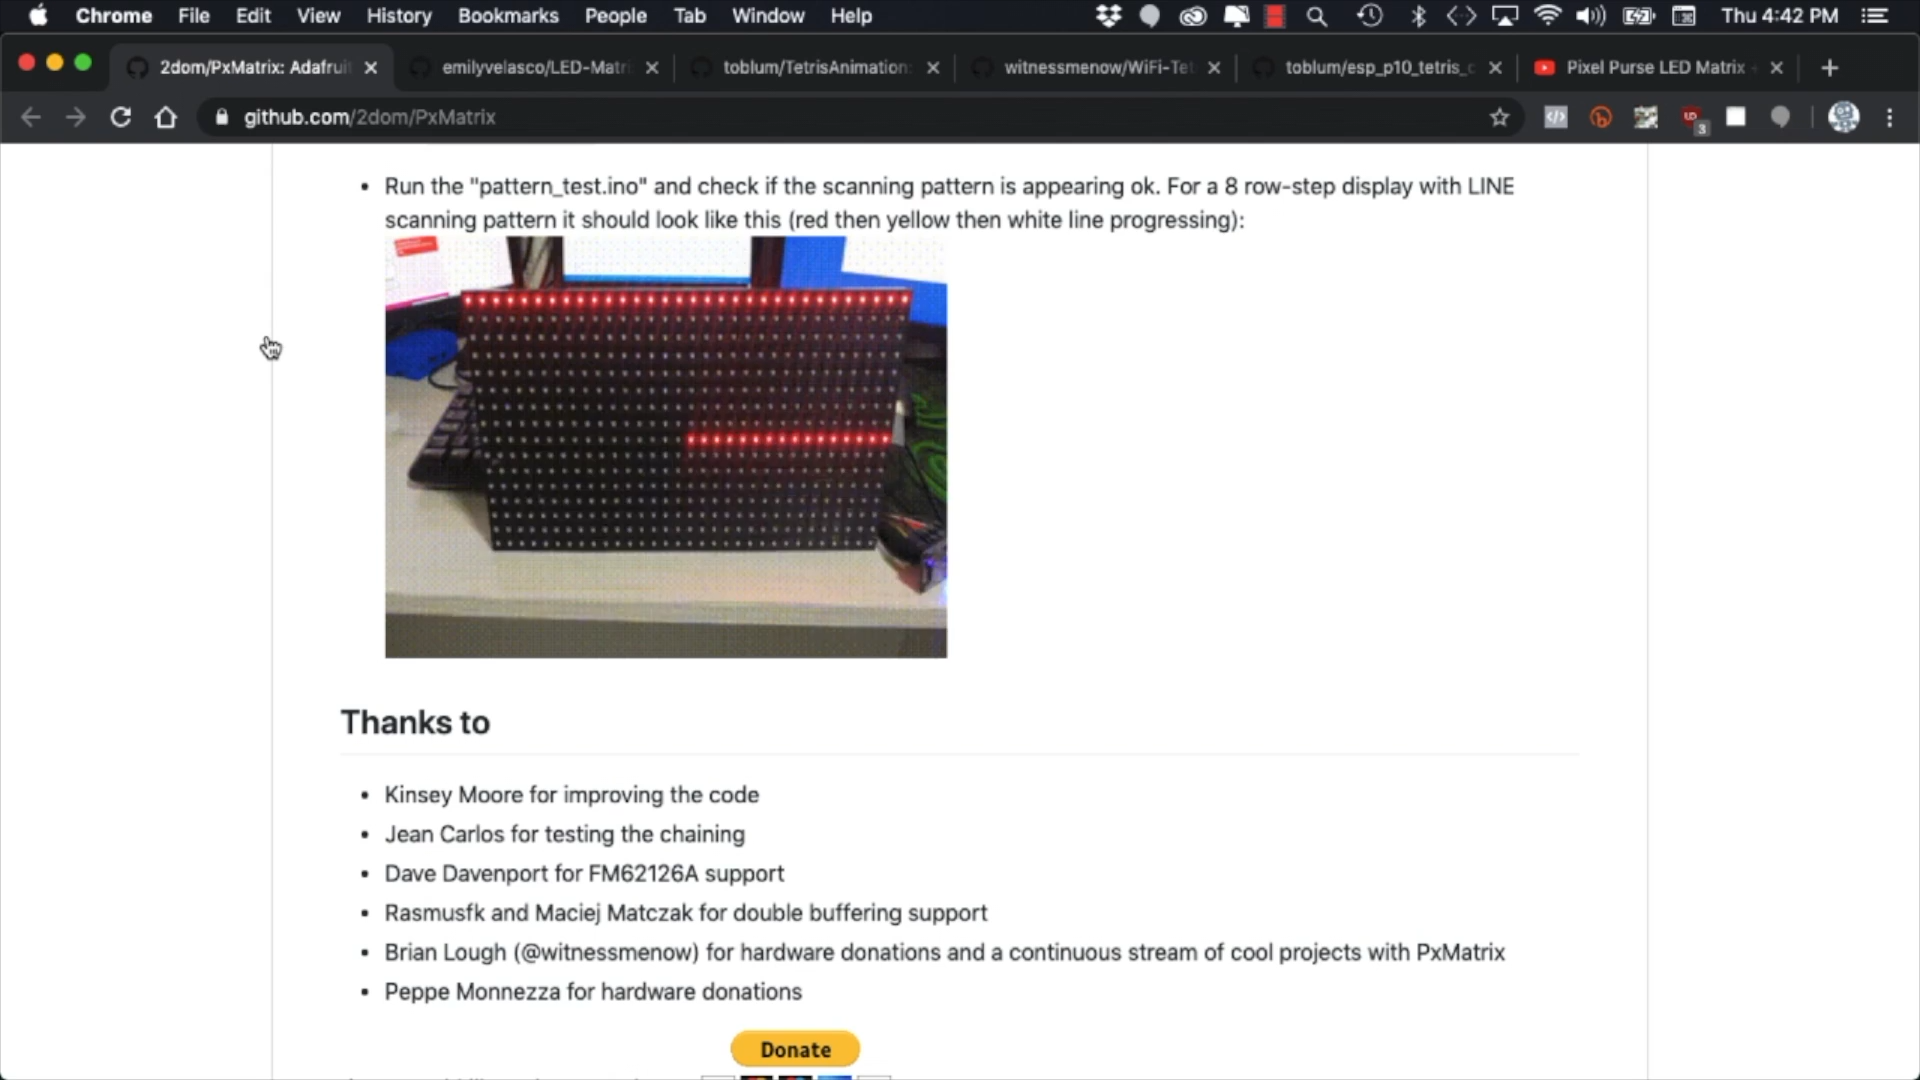 Chrome File Edit View History Bookmarks People Tab Window Help Thu 4:42 PM
2dom/PxMatrix: Adafruit emilyvelasco/LED-Matri toblum/TetrisAnimation witnessmenow/WiFi-Tet toblum/esp_p10_tetris_c Pixel Purse LED Matrix
github.com/2dom/PxMatrix 3
• Run the "pattern_test.ino" and check if the scanning pattern is appearing ok. For a 8 row-step display with LINE
scanning pattern it should look like this (red then yellow then white line progressing):
Thanks to
• Kinsey Moore for improving the code
• Jean Carlos for testing the chaining
• Dave Davenport for FM62126A support
• Rasmusfk and Maciej Matczak for double buffering support
• Brian Lough (@witnessmenow) for hardware donations and a continuous stream of cool projects with PxMatrix
• Peppe Monnezza for hardware donations
Donate